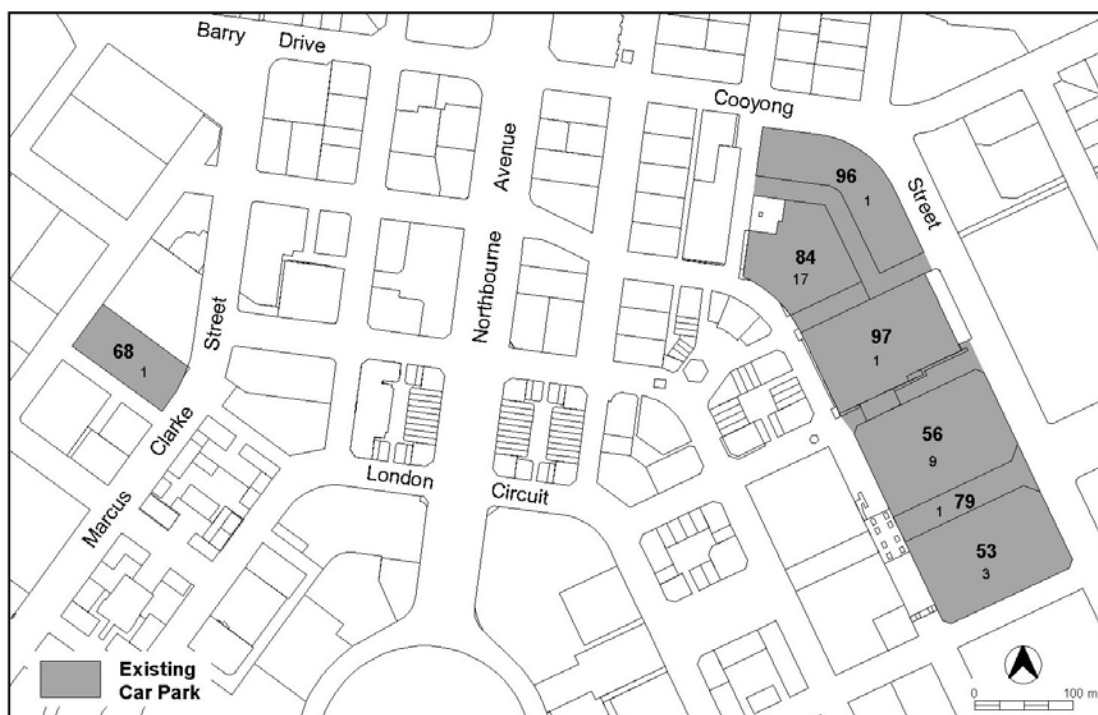 Barry Drive
Cooyong
Street
Avenue
Northbourne
96
1
84
17
97
1
Street
68
1
56
9
79
1
53
3
Clarke
Marcus
London
Circuit
Existing
Car Park
0
100 m